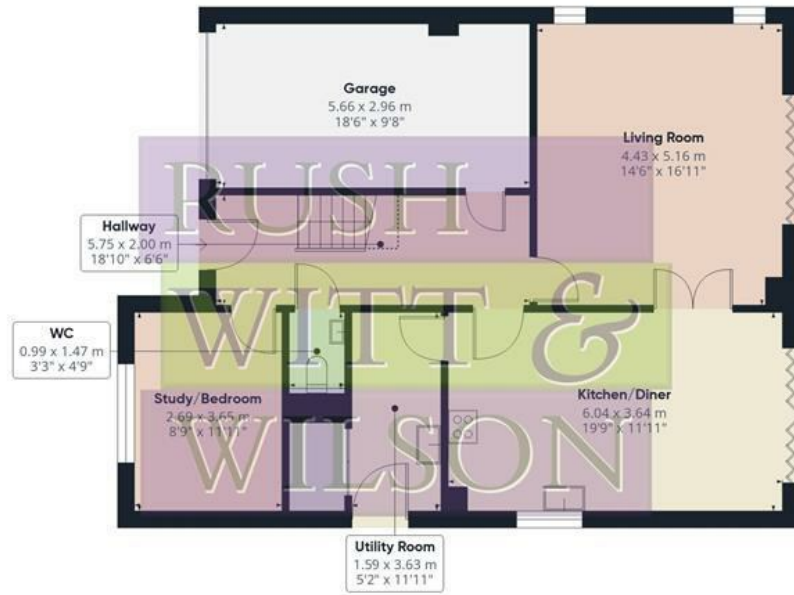 Garage
5.66 x 2.96 m
18'6" x 9'8"
Living Room
4.43 x 5.16 m
14'6" x 16'11"
RUSH
Hallway
5.75 x 2.00 m
18'10" x 6'6"
WITT &
WC
0.99 x 1.47 m
3'3" x 4'9"
Study/Bedroom
2.69 x 3.65 m
8'9" x 11'11"
Kitchen/Diner
6.04 x 3.64 m
19'9" x 11'11"
WILSON
Utility Room
1.59 x 3.63 m
5'2" x 11'11"